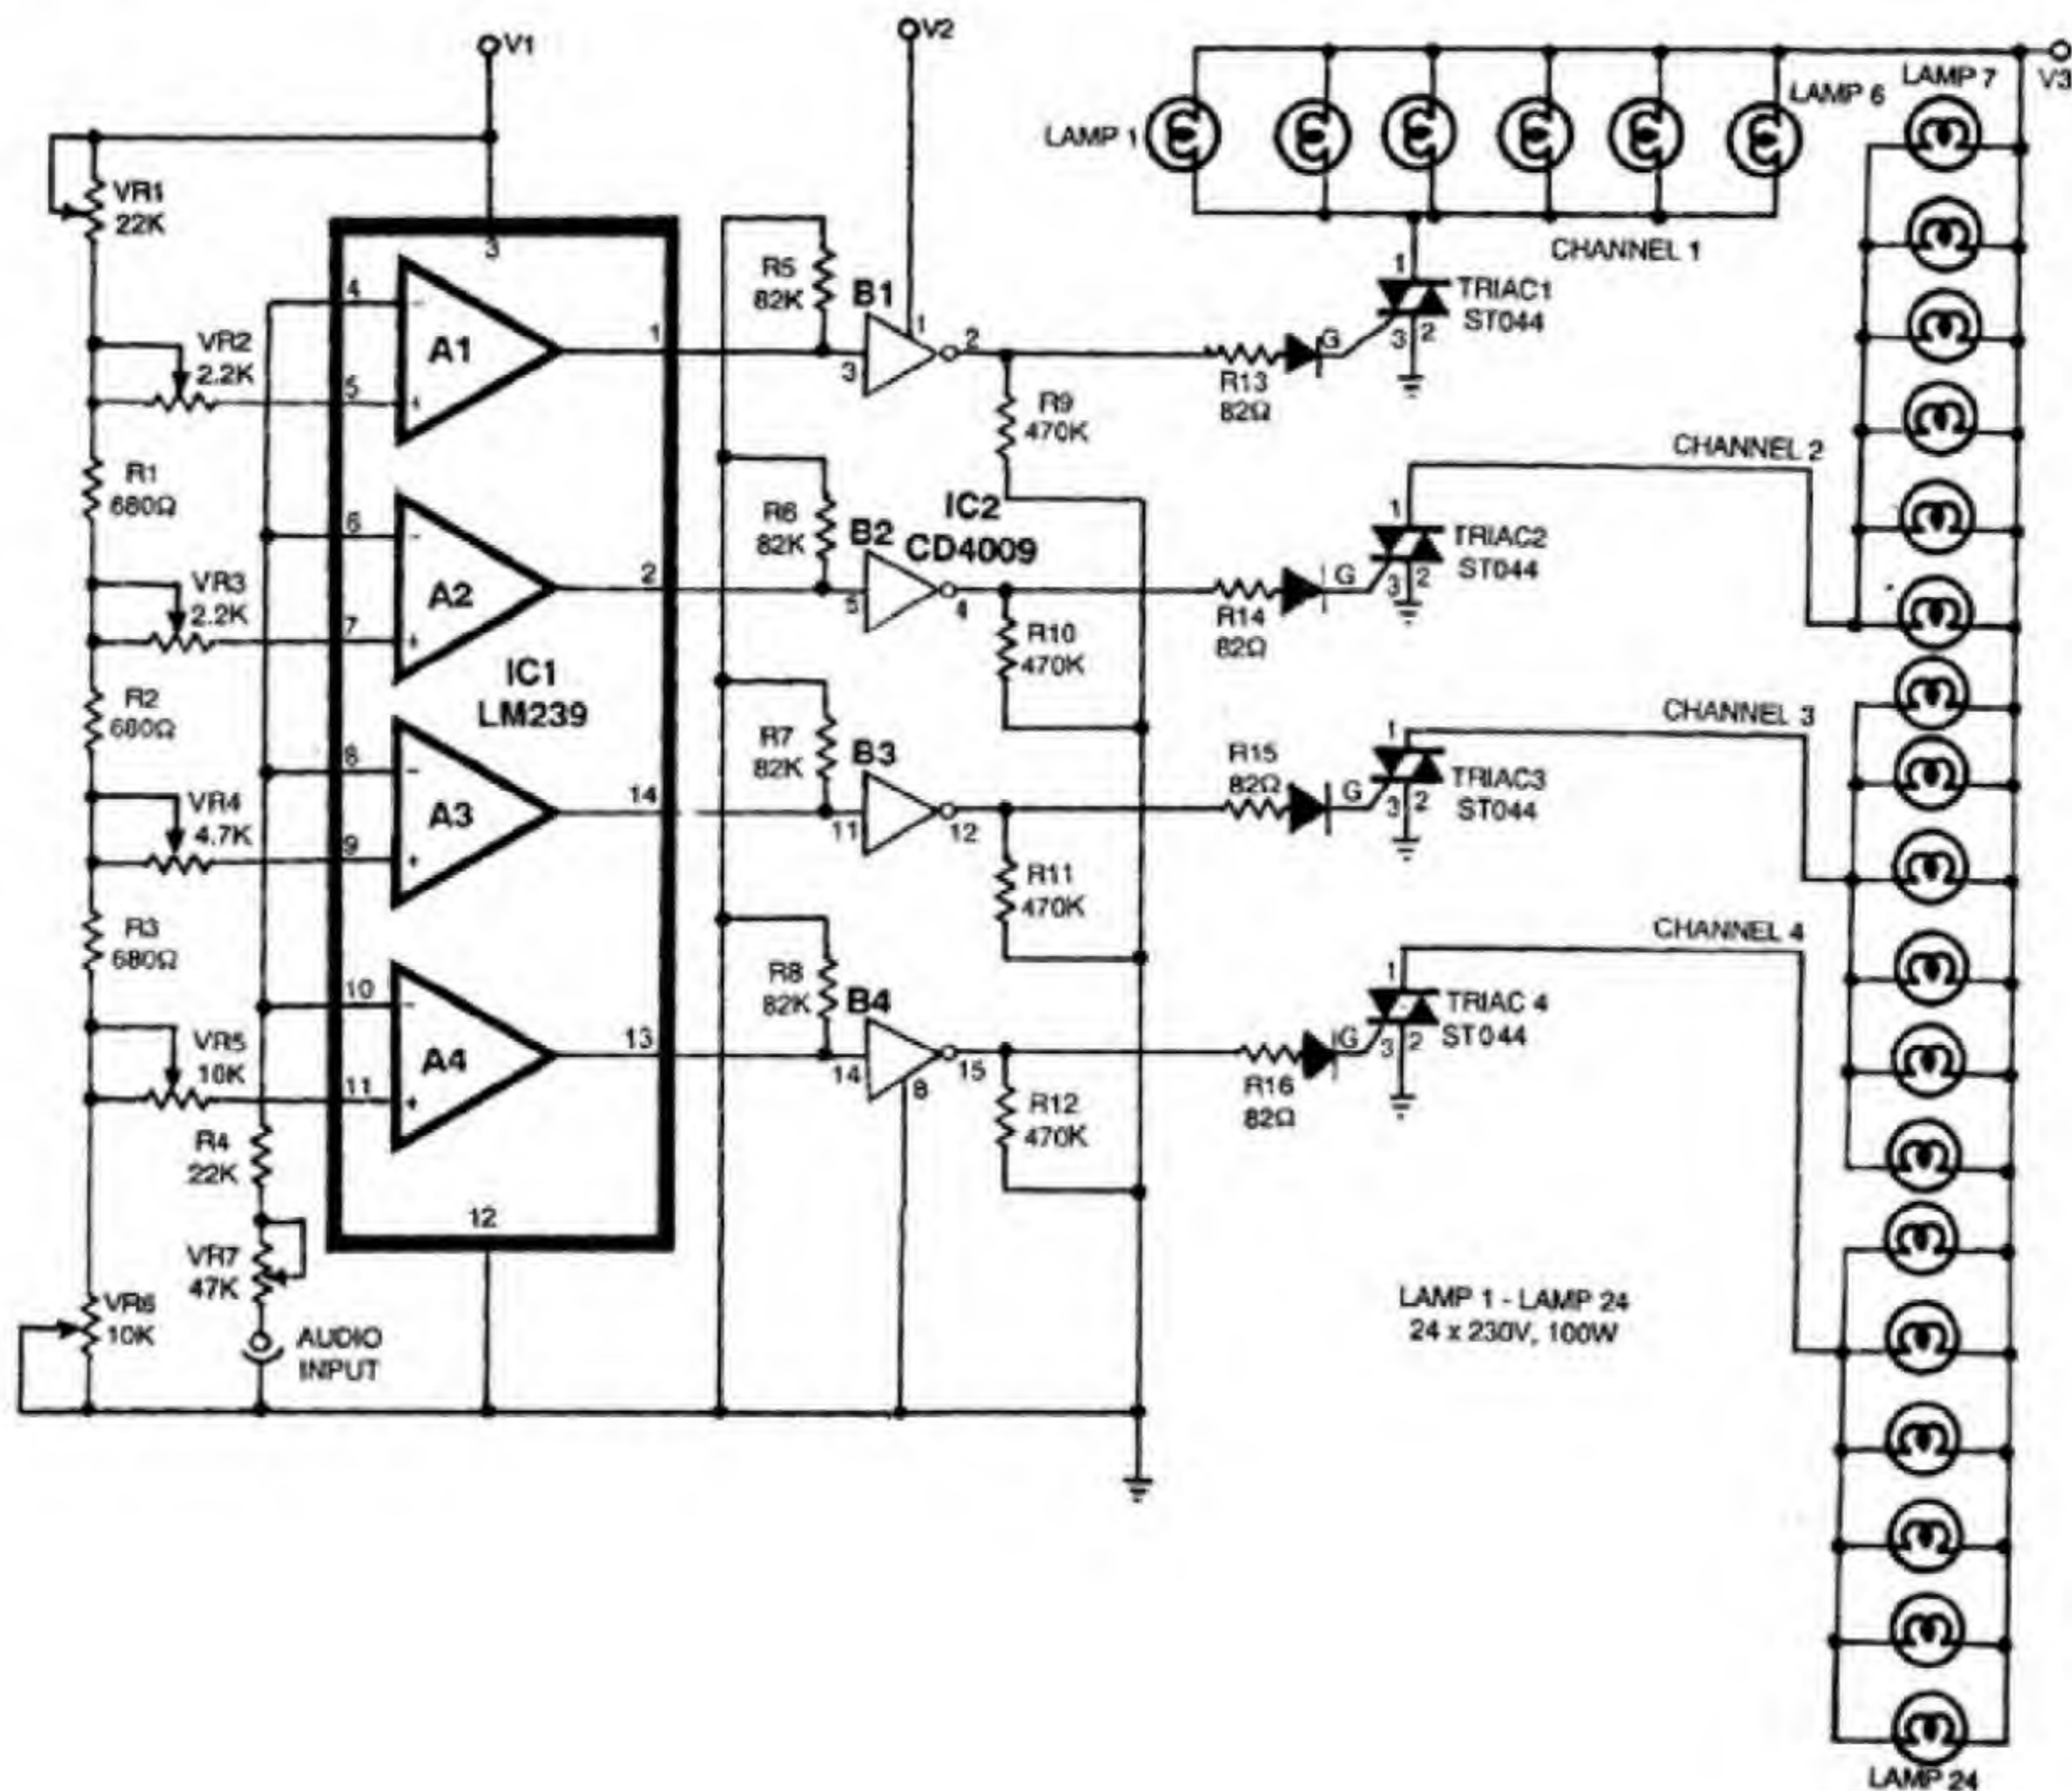 V1
V2
V3
LAMP 1
LAMP 6
LAMP 7
CHANNEL 1
VR1
22K
3
4
A1
1
5
VR2
2.2K
R5
82K
B1
1
2
3
R9
470K
R13
82Ω
G
1
TRIAC1
ST044
3
2
R1
680Ω
6
A2
2
7
VR3
2.2K
IC1
LM239
R6
82K
B2
IC2
CD4009
5
4
R10
470K
R14
82Ω
G
CHANNEL 2
1
TRIAC2
ST044
3
2
R2
680Ω
8
A3
14
9
VR4
4.7K
R7
82K
B3
11
12
R11
470K
R15
82Ω
G
CHANNEL 3
1
TRIAC3
ST044
3
2
R3
680Ω
10
A4
13
11
VR5
10K
R8
82K
B4
14
15
8
R12
470K
R16
82Ω
G
CHANNEL 4
1
TRIAC 4
ST044
3
2
R4
22K
12
VR7
47K
VR6
10K
AUDIO
INPUT
LAMP 1 - LAMP 24
24 x 230V, 100W
LAMP 24